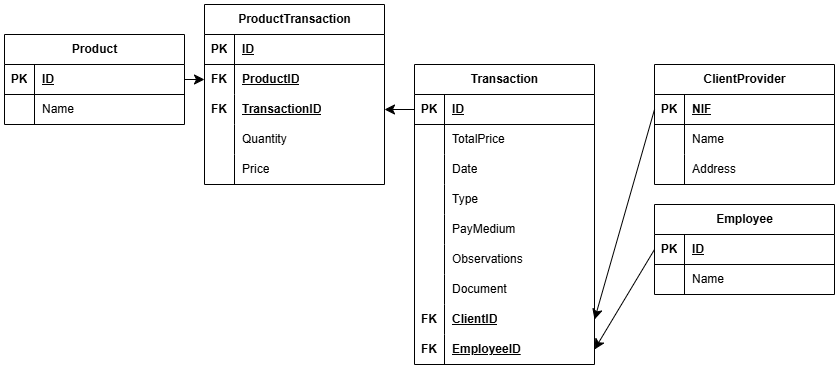 Product
PK ID
Name
ProductTransaction
PK ID
FK ProductID
FK TransactionID
Quantity
Price
Transaction
PK ID
TotalPrice
Date
Type
PayMedium
Observations
Document
FK ClientID
FK EmployeeID
ClientProvider
PK NIF
Name
Address
Employee
PK ID
Name